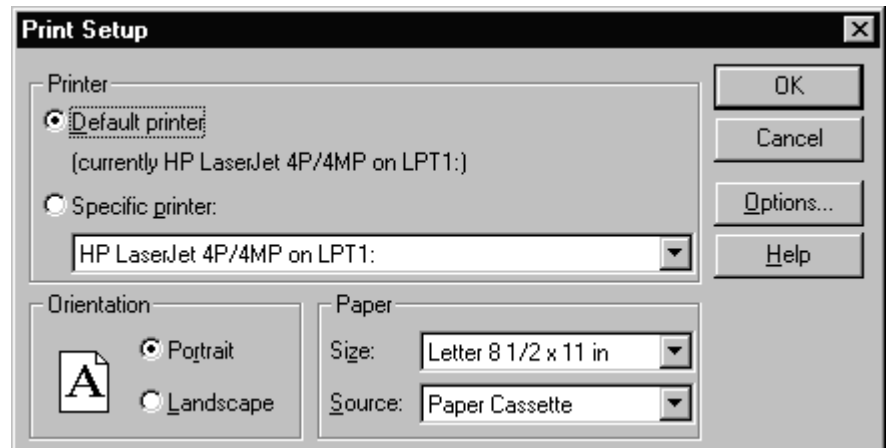 Print Setup
Printer
Default printer
(currently HP LaserJet 4P/4MP on LPT1:)
Specific printer:
HP LaserJet 4P/4MP on LPT1:
OK
Cancel
Options...
Help
Orientation
A
Portrait
Landscape
Paper
Size: Letter 8 1/2 x 11 in
Source: Paper Cassette